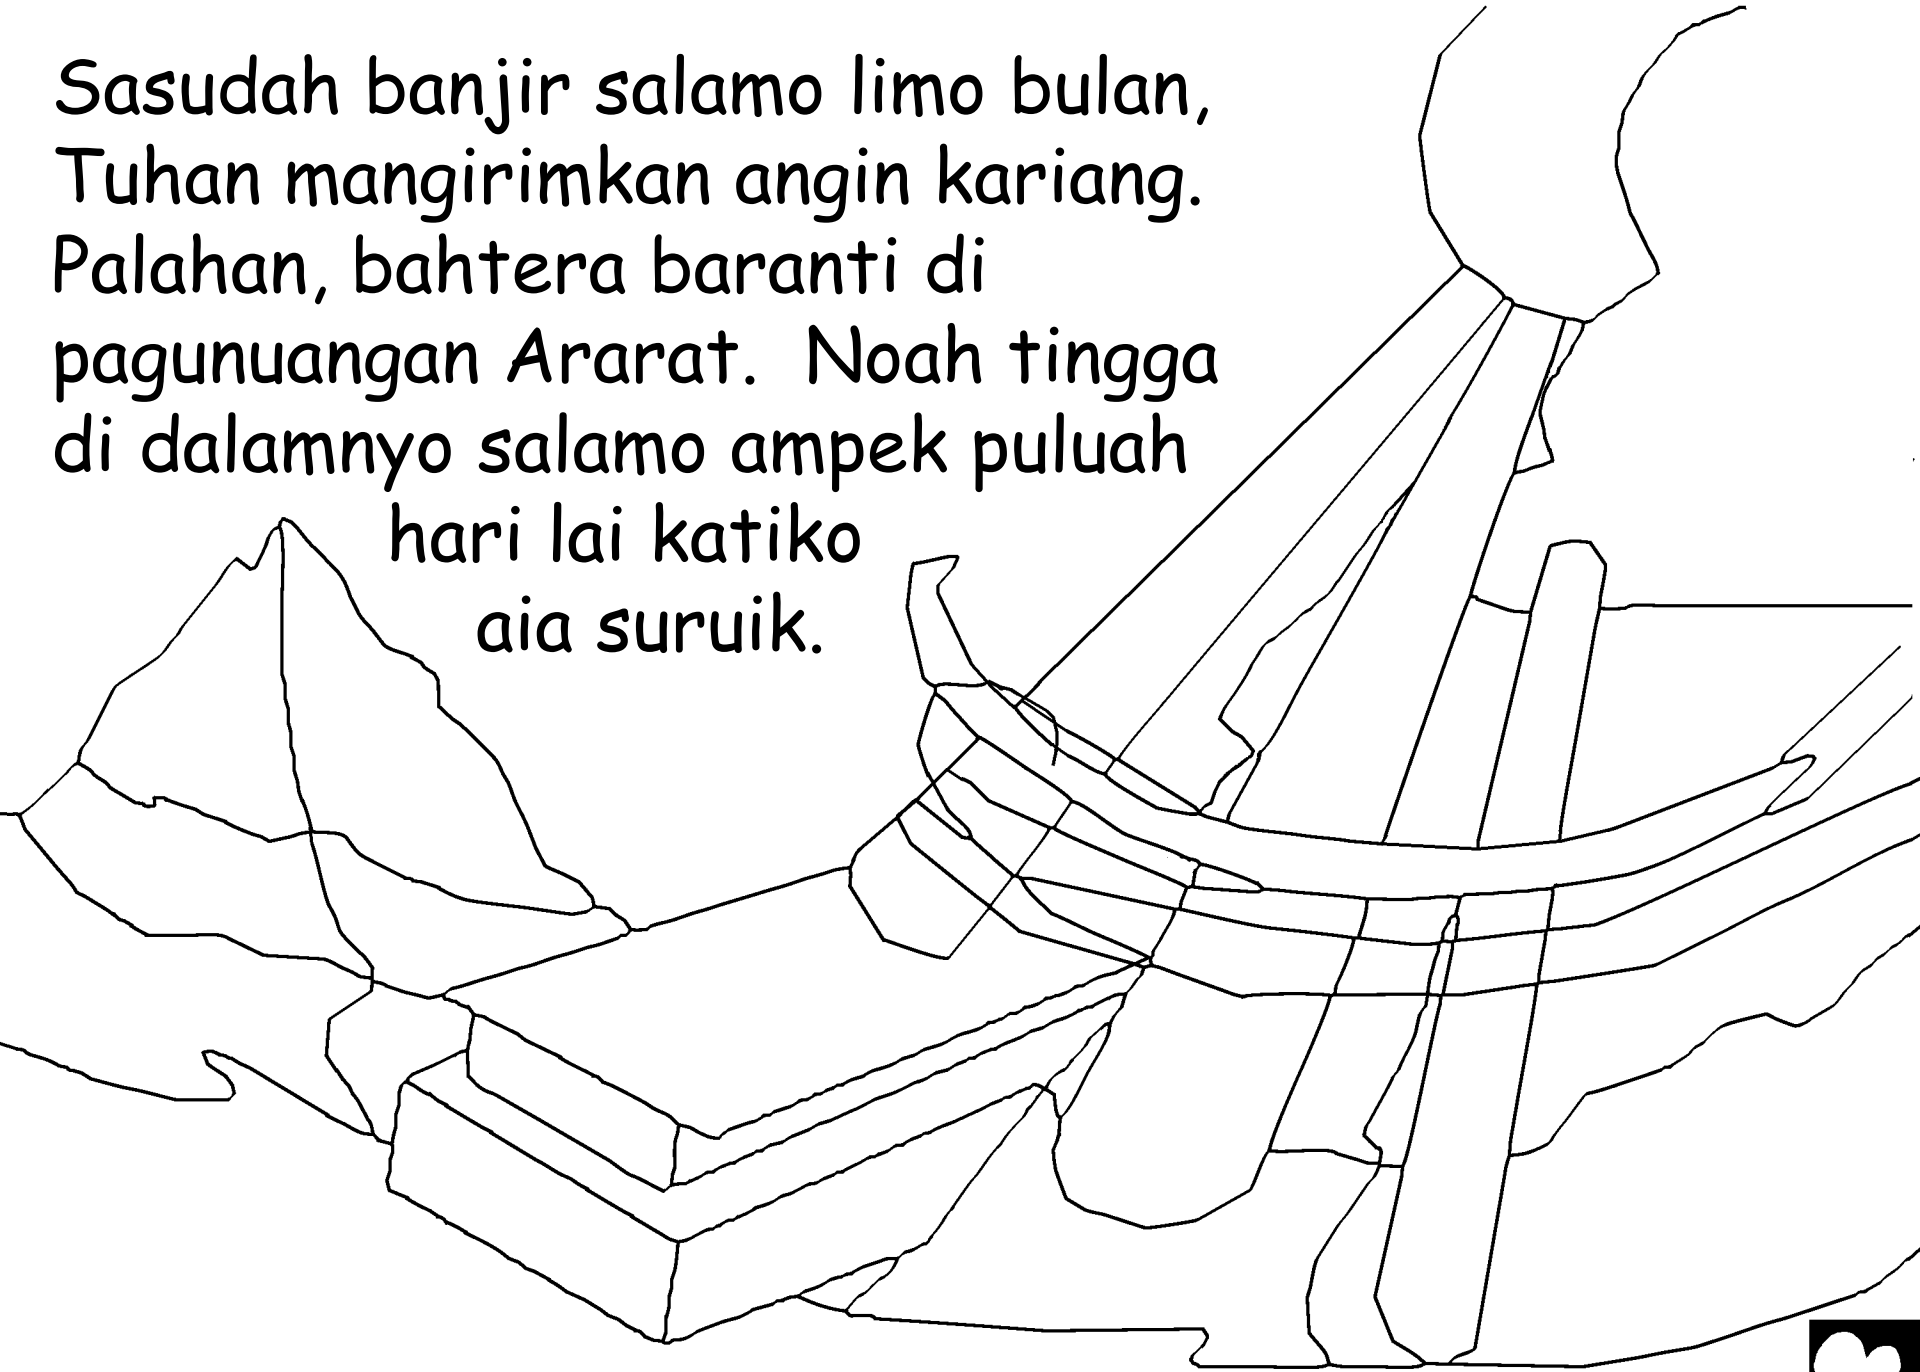 Sasudah banjir salamo limo bulan,
Tuhan mangirimkan angin kariang.
Palahan, bahtera baranti di
pagunuangan Ararat.  Noah tingga
di dalamnyo salamo ampek puluah
hari lai katiko
aia suruik.